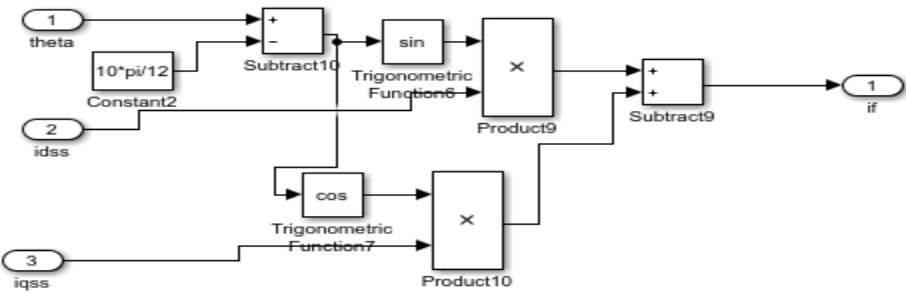 1
theta
+
−
Subtract10
10*pi/12
Constant2
sin
Trigonometric
Function6
×
Product9
2
idss
+
+
Subtract9
1
if
cos
Trigonometric
Function7
×
Product10
3
iqss